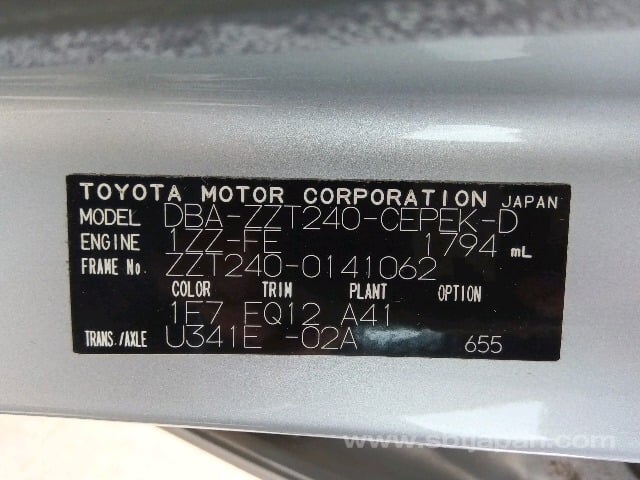 TOYOTA MOTOR CORPORATION JAPAN
MODEL DBA-ZZT240-CEPEK-D
ENGINE 1ZZ-FE 1794 mL
FRAME No. ZZT240-0141062
COLOR TRIM PLANT OPTION
1E7 FQ12 A41
TRANS./AXLE U341E -02A 655
www.sbtjapan.com